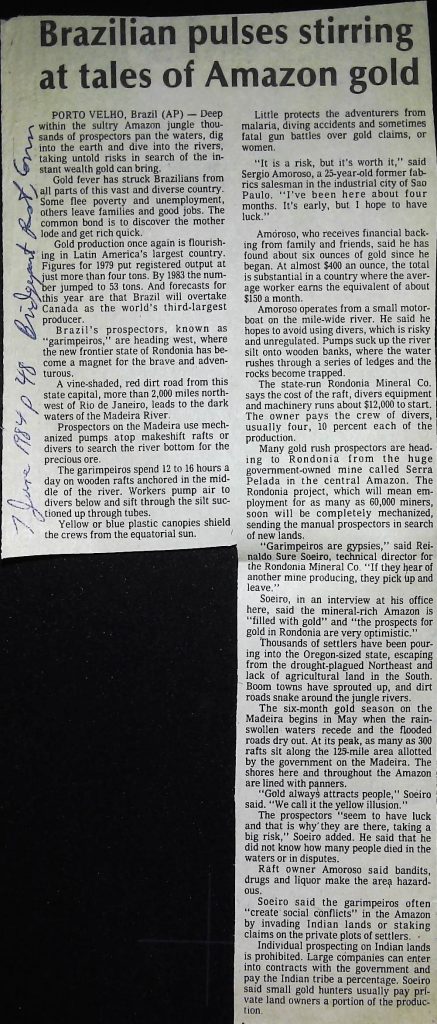 Brazilian pulses stirring
at tales of Amazon gold
7 June 1984 p 48 Bridgeport Post
PORTO VELHO, Brazil (AP) — Deep
within the sultry Amazon jungle thou-
sands of prospectors pan the waters, dig
into the earth and dive into the rivers,
taking untold risks in search of the in-
stant wealth gold can bring.
Gold fever has struck Brazilians from
all parts of this vast and diverse country.
Some flee poverty and unemployment,
others leave families and good jobs. The
common bond is to discover the mother
lode and get rich quick.
Gold production once again is flourish-
ing in Latin America's largest country.
Figures for 1979 put registered output at
just more than four tons. By 1983 the num-
ber jumped to 53 tons. And forecasts for
this year are that Brazil will overtake
Canada as the world's third-largest
producer.
Brazil's prospectors, known as
"garimpeiros," are heading west, where
the new frontier state of Rondonia has be-
come a magnet for the brave and adven-
turous.
A vine-shaded, red dirt road from this
state capital, more than 2,000 miles north-
west of Rio de Janeiro, leads to the dark
waters of the Madeira River.
Prospectors on the Madeira use mech-
anized pumps atop makeshift rafts or
divers to search the river bottom for the
precious ore.
The garimpeiros spend 12 to 16 hours a
day on wooden rafts anchored in the mid-
dle of the river. Workers pump air to
divers below and sift through the silt suc-
tioned up through tubes.
Yellow or blue plastic canopies shield
the crews from the equatorial sun.
Little protects the adventurers from
malaria, diving accidents and sometimes
fatal gun battles over gold claims, or
women.
"It is a risk, but it's worth it," said
Sergio Amoroso, a 25-year-old former fab-
rics salesman in the industrial city of Sao
Paulo. "I've been here about four
months. It's early, but I hope to have
luck."
Amoroso, who receives financial back-
ing from family and friends, said he has
found about six ounces of gold since he
began. At almost $400 an ounce, the total
is substantial in a country where the aver-
age worker earns the equivalent of about
$150 a month.
Amoroso operates from a small motor-
boat on the mile-wide river. He said he
hopes to avoid using divers, which is risky
and unregulated. Pumps suck up the river
silt onto wooden banks, where the water
rushes through a series of ledges and the
rocks become trapped.
The state-run Rondonia Mineral Co.
says the cost of the raft, divers equipment
and machinery runs about $12,000 to start.
The owner pays the crew of divers,
usually four, 10 percent each of the
production.
Many gold rush prospectors are head-
ing to Rondonia from the huge
government-owned mine called Serra
Pelada in the central Amazon. The
Rondonia project, which will mean em-
ployment for as many as 60,000 miners,
soon will be completely mechanized,
sending the manual prospectors in search
of new lands.
"Garimpeiros are gypsies," said Rei-
naldo Sure Soeiro, technical director for
the Rondonia Mineral Co. "If they hear of
another mine producing, they pick up and
leave."
Soeiro, in an interview at his office
here, said the mineral-rich Amazon is
"filled with gold" and "the prospects for
gold in Rondonia are very optimistic."
Thousands of settlers have been pour-
ing into the Oregon-sized state, escaping
from the drought-plagued Northeast and
lack of agricultural land in the South.
Boom towns have sprouted up, and dirt
roads snake around the jungle rivers.
The six-month gold season on the
Madeira begins in May when the rain-
swollen waters recede and the flooded
roads dry out. At its peak, as many as 300
rafts sit along the 125-mile area allotted
by the government on the Madeira. The
shores here and throughout the Amazon
are lined with panners.
"Gold always attracts people," Soeiro
said. "We call it the yellow illusion."
The prospectors "seem to have luck
and that is why they are there, taking a
big risk," Soeiro added. He said that he
did not know how many people died in the
waters or in disputes.
Raft owner Amoroso said bandits,
drugs and liquor make the area hazard-
ous.
Soeiro said the garimpeiros often
"create social conflicts" in the Amazon
by invading Indian lands or staking
claims on the private plots of settlers.
Individual prospecting on Indian lands
is prohibited. Large companies can enter
into contracts with the government and
pay the Indian tribe a percentage. Soeiro
said small gold hunters usually pay pri-
vate land owners a portion of the produc-
tion.